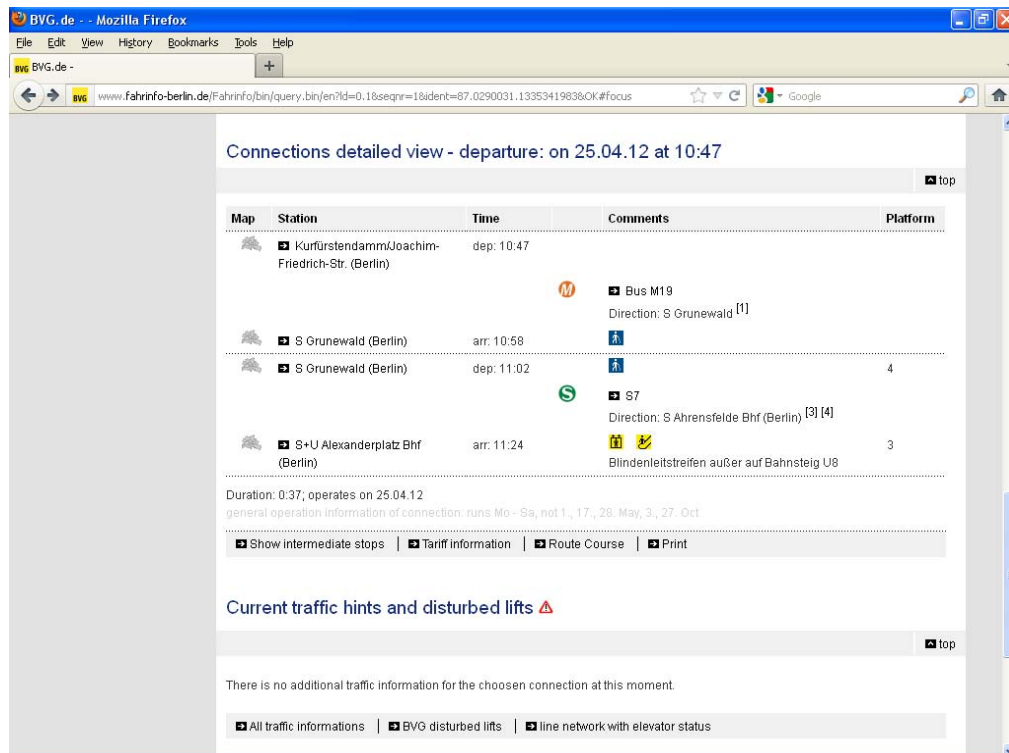 BVG.de - - Mozilla Firefox
File Edit View History Bookmarks Tools Help
BVG BVG.de - +
BVG www.fahrinfo-berlin.de/Fahrinfo/bin/query.bin/en?ld=0.1&seqnr=1&ident=87.0290031.1335341983&OK#focus Google
Connections detailed view - departure: on 25.04.12 at 10:47
top
Map Station Time Comments Platform
Kurfürstendamm/Joachim- dep: 10:47
Friedrich-Str. (Berlin)
M Bus M19
Direction: S Grunewald [1]
S Grunewald (Berlin) arr: 10:58
S Grunewald (Berlin) dep: 11:02 4
S S7
Direction: S Ahrensfelde Bhf (Berlin) [3] [4]
S+U Alexanderplatz Bhf arr: 11:24 3
(Berlin) Blindenleitstreifen außer auf Bahnsteig U8
Duration: 0:37; operates on 25.04.12
general operation information of connection: runs Mo - Sa, not 1., 17., 28. May, 3., 27. Oct
Show intermediate stops | Tariff information | Route Course | Print
Current traffic hints and disturbed lifts
top
There is no additional traffic information for the choosen connection at this moment.
All traffic informations | BVG disturbed lifts | line network with elevator status